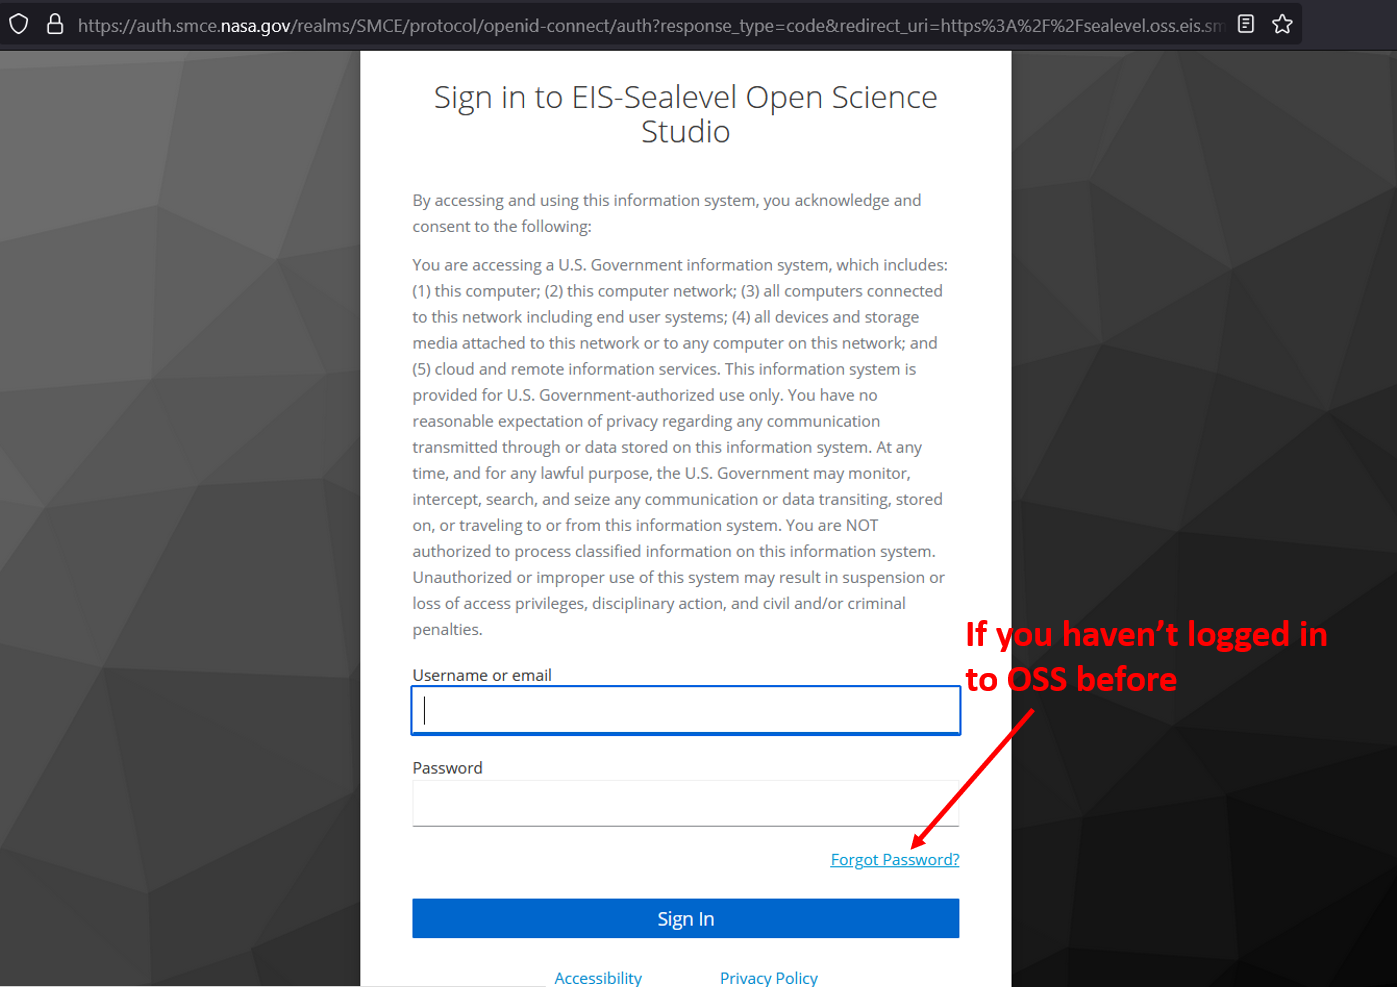 https://auth.smce.nasa.gov/realms/SMCE/protocol/openid-connect/auth?response_type=code&redirect_uri=https%3A%2F%2Fsealevel.oss.eis.sm
Sign in to EIS-Sealevel Open Science
Studio
By accessing and using this information system, you acknowledge and
consent to the following:
You are accessing a U.S. Government information system, which includes:
(1) this computer; (2) this computer network; (3) all computers connected
to this network including end user systems; (4) all devices and storage
media attached to this network or to any computer on this network; and
(5) cloud and remote information services. This information system is
provided for U.S. Government-authorized use only. You have no
reasonable expectation of privacy regarding any communication
transmitted through or data stored on this information system. At any
time, and for any lawful purpose, the U.S. Government may monitor,
intercept, search, and seize any communication or data transiting, stored
on, or traveling to or from this information system. You are NOT
authorized to process classified information on this information system.
Unauthorized or improper use of this system may result in suspension or
loss of access privileges, disciplinary action, and civil and/or criminal
penalties.
If you haven't logged in
to OSS before
Username or email
Password
Forgot Password?
Sign In
Accessibility Privacy Policy